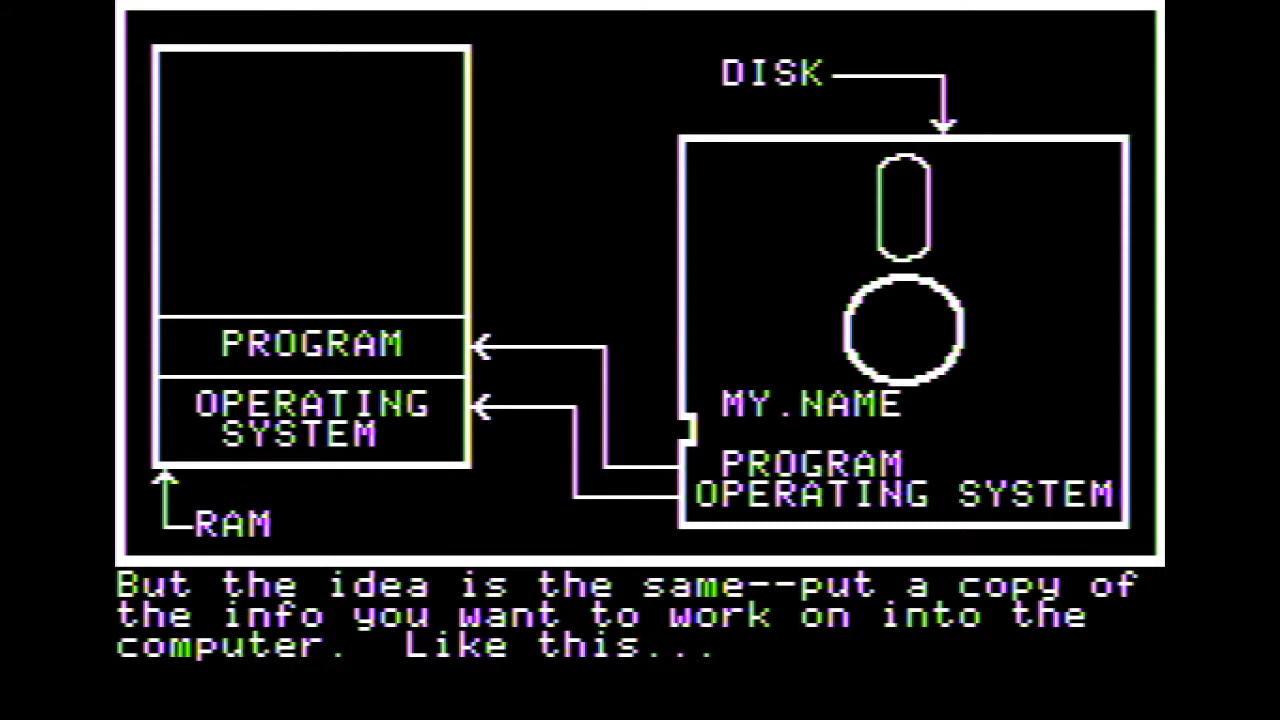 DISK
PROGRAM
OPERATING
SYSTEM
RAM
MY.NAME
PROGRAM
OPERATING SYSTEM
But the idea is the same--put a copy of
the info you want to work on into the
computer.  Like this...